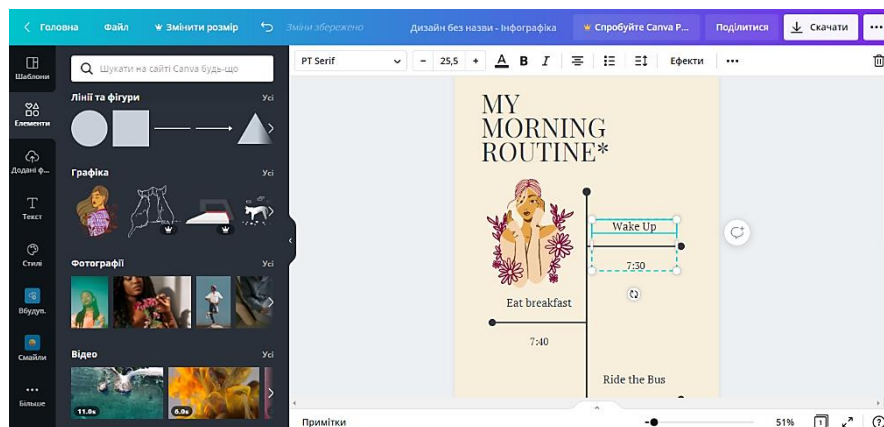 Головна Файл Змінити розмір Зміни збережено Дизайн без назви - Інфографіка Спробуйте Canva P... Поділитися Скачати
Шаблони
Елементи
Додані ф...
Текст
Стилі
Вбудув.
Смайли
Більше
Шукати на сайті Canva будь-що
Лінії та фігури Усі
Графіка Усі
Фотографії Усі
Відео Усі
11.0s 6.0s
PT Serif - 25,5 + A B I Ефекти
MY
MORNING
ROUTINE*
Wake Up
7:30
Eat breakfast
7:40
Ride the Bus
Примітки 51% 1